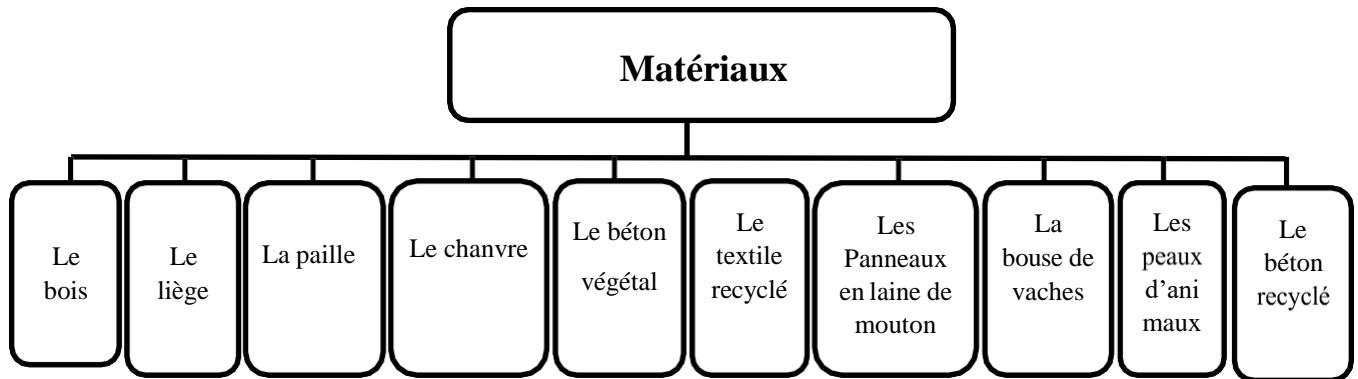 Matériaux
Le
bois
Le
liège
La paille
Le chanvre
Le béton
végétal
Le
textile
recyclé
Les
Panneaux
en laine de
mouton
La
bouse de
vaches
Les
peaux
d’ani
maux
Le
béton
recyclé